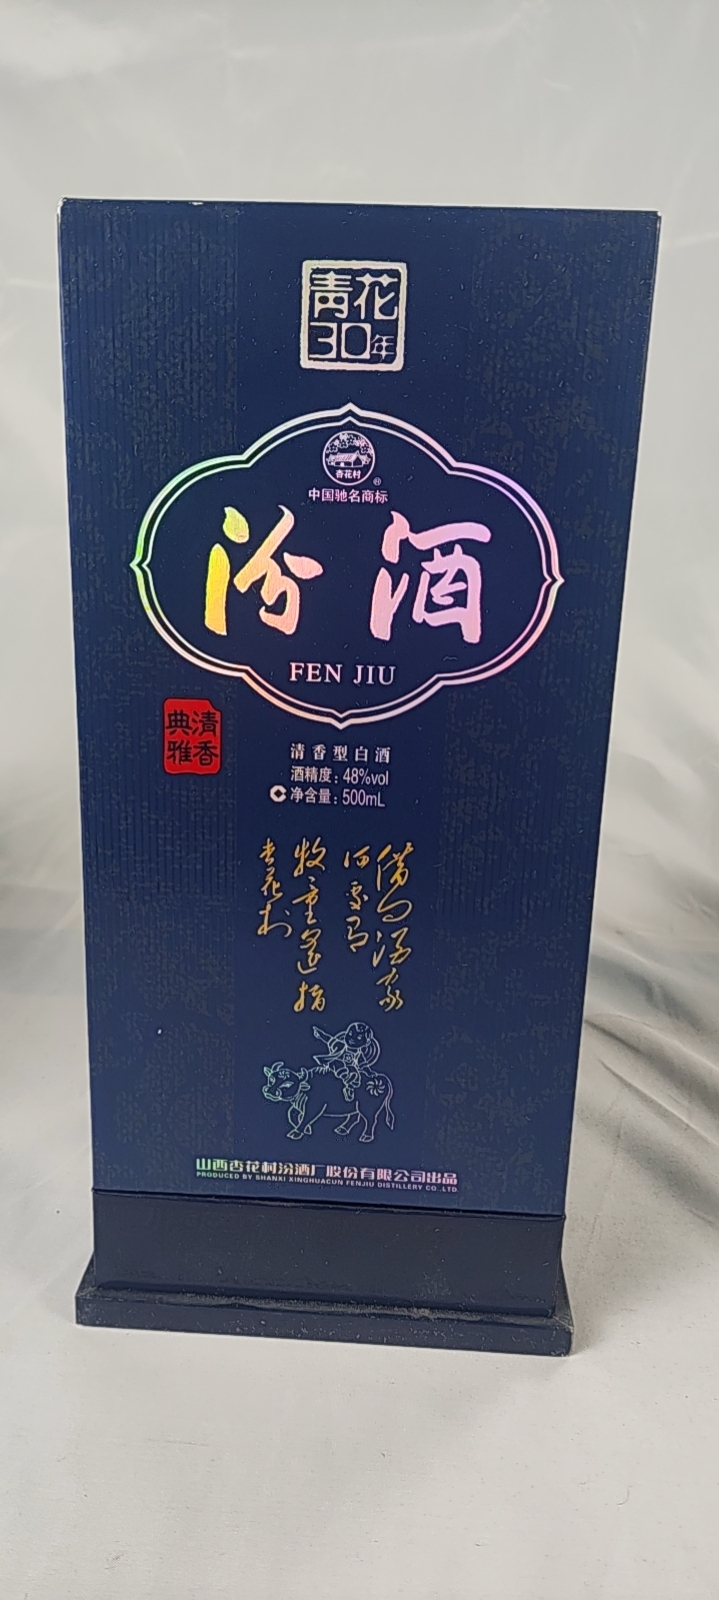 青花
30年
杏花村
®
中国驰名商标
汾酒
FEN JIU
清香
典雅
清香型白酒
酒精度：48%vol
净含量：500mL
借问酒家
何处有
牧童遥指
杏花村
山西杏花村汾酒厂股份有限公司出品
PRODUCED BY SHANXI XINGHUACUN FENJIU DISTILLERY CO.,LTD.